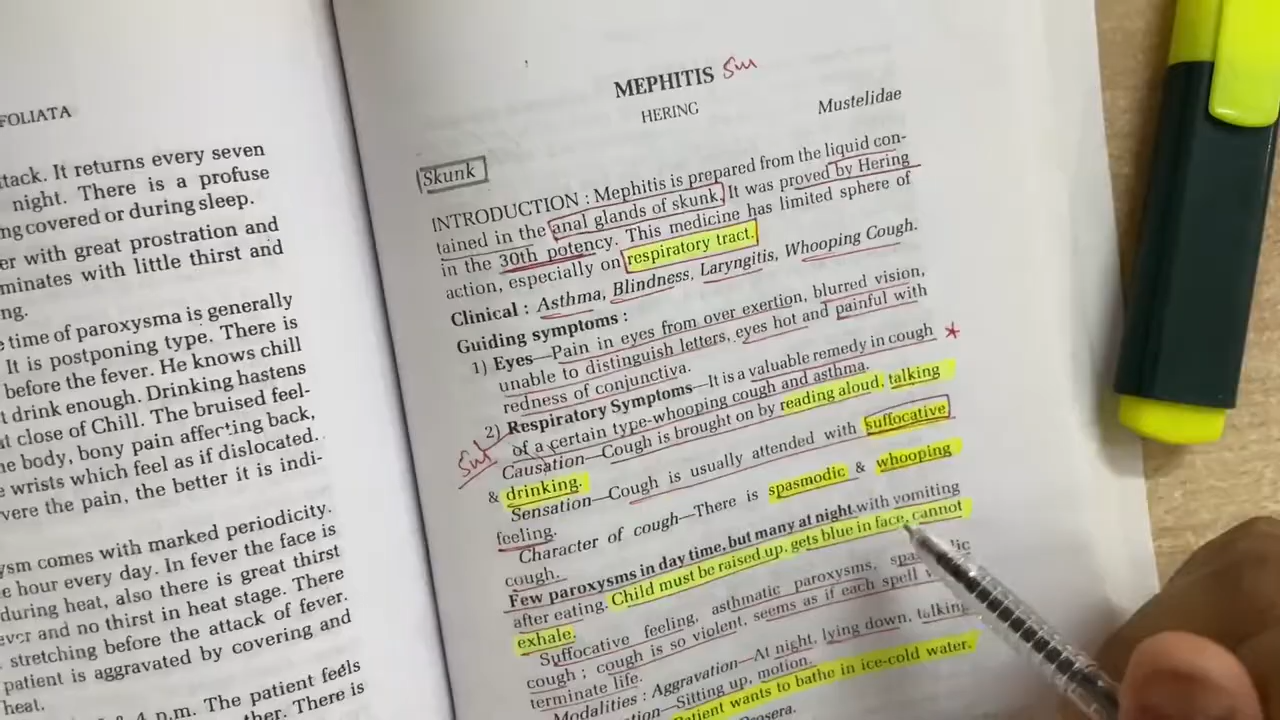 FOLIATA
ttack. It returns every seven
night. There is a profuse
ng covered or during sleep.
er with great prostration and
minates with little thirst and
ng.
time of paroxysma is generally
It is postponing type. There is
before the fever. He knows chill
t drink enough. Drinking hastens
at close of Chill. The bruised feel-
body, bony pain affecting back,
wrists which feel as if dislocated.
vere the pain, the better it is indi-
ysm comes with marked periodicity.
hour every day. In fever the face is
during heat, also there is great thirst
ever and no thirst in heat stage. There
stretching before the attack of fever.
patient is aggravated by covering and
heat.
4 p.m. The patient feels
ther. There is
MEPHITIS
HERING
Mustelidae
Skunk
INTRODUCTION : Mephitis is prepared from the liquid con-
tained in the anal glands of skunk. It was proved by Hering
in the 30th potency. This medicine has limited sphere of
action, especially on respiratory tract.
Clinical : Asthma, Blindness, Laryngitis, Whooping Cough.
Guiding symptoms :
1) Eyes—Pain in eyes from over exertion, blurred vision,
unable to distinguish letters, eyes hot and painful with
redness of conjunctiva.
2) Respiratory Symptoms—It is a valuable remedy in cough *
of a certain type-whooping cough and asthma.
Causation—Cough is brought on by reading aloud, talking
& drinking.
Sensation—Cough is usually attended with suffocative
feeling.
Character of cough—There is spasmodic & whooping
cough.
Few paroxysms in day time, but many at night with vomiting
after eating. Child must be raised up, gets blue in face, cannot
exhale.
Suffocative feeling, asthmatic paroxysms,
cough ; cough is so violent, seems as if each spell
terminate life.
Modalities : Aggravation—At night, lying down, talking.
Sitting up, motion.
Patient wants to bathe in ice-cold water.
Drosera.